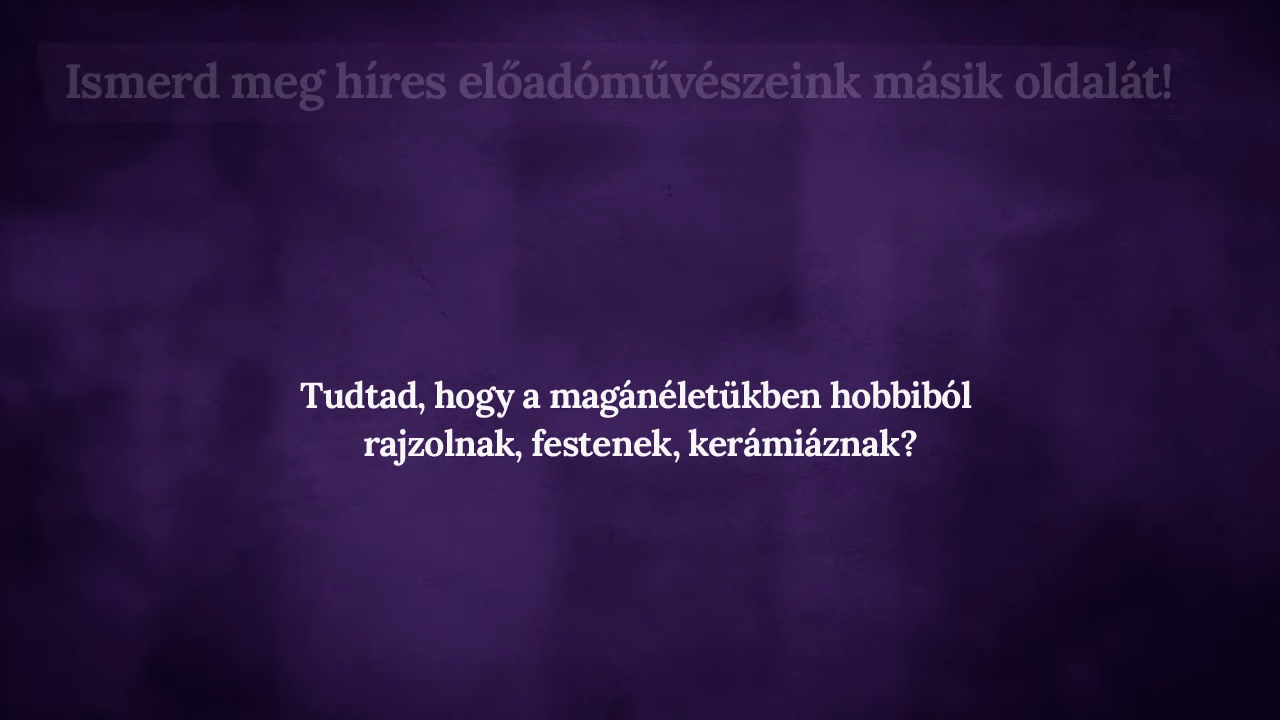 Ismerd meg híres előadóművészeink másik oldalát!
Tudtad, hogy a magánéletükben hobbiból
rajzolnak, festenek, kerámiáznak?